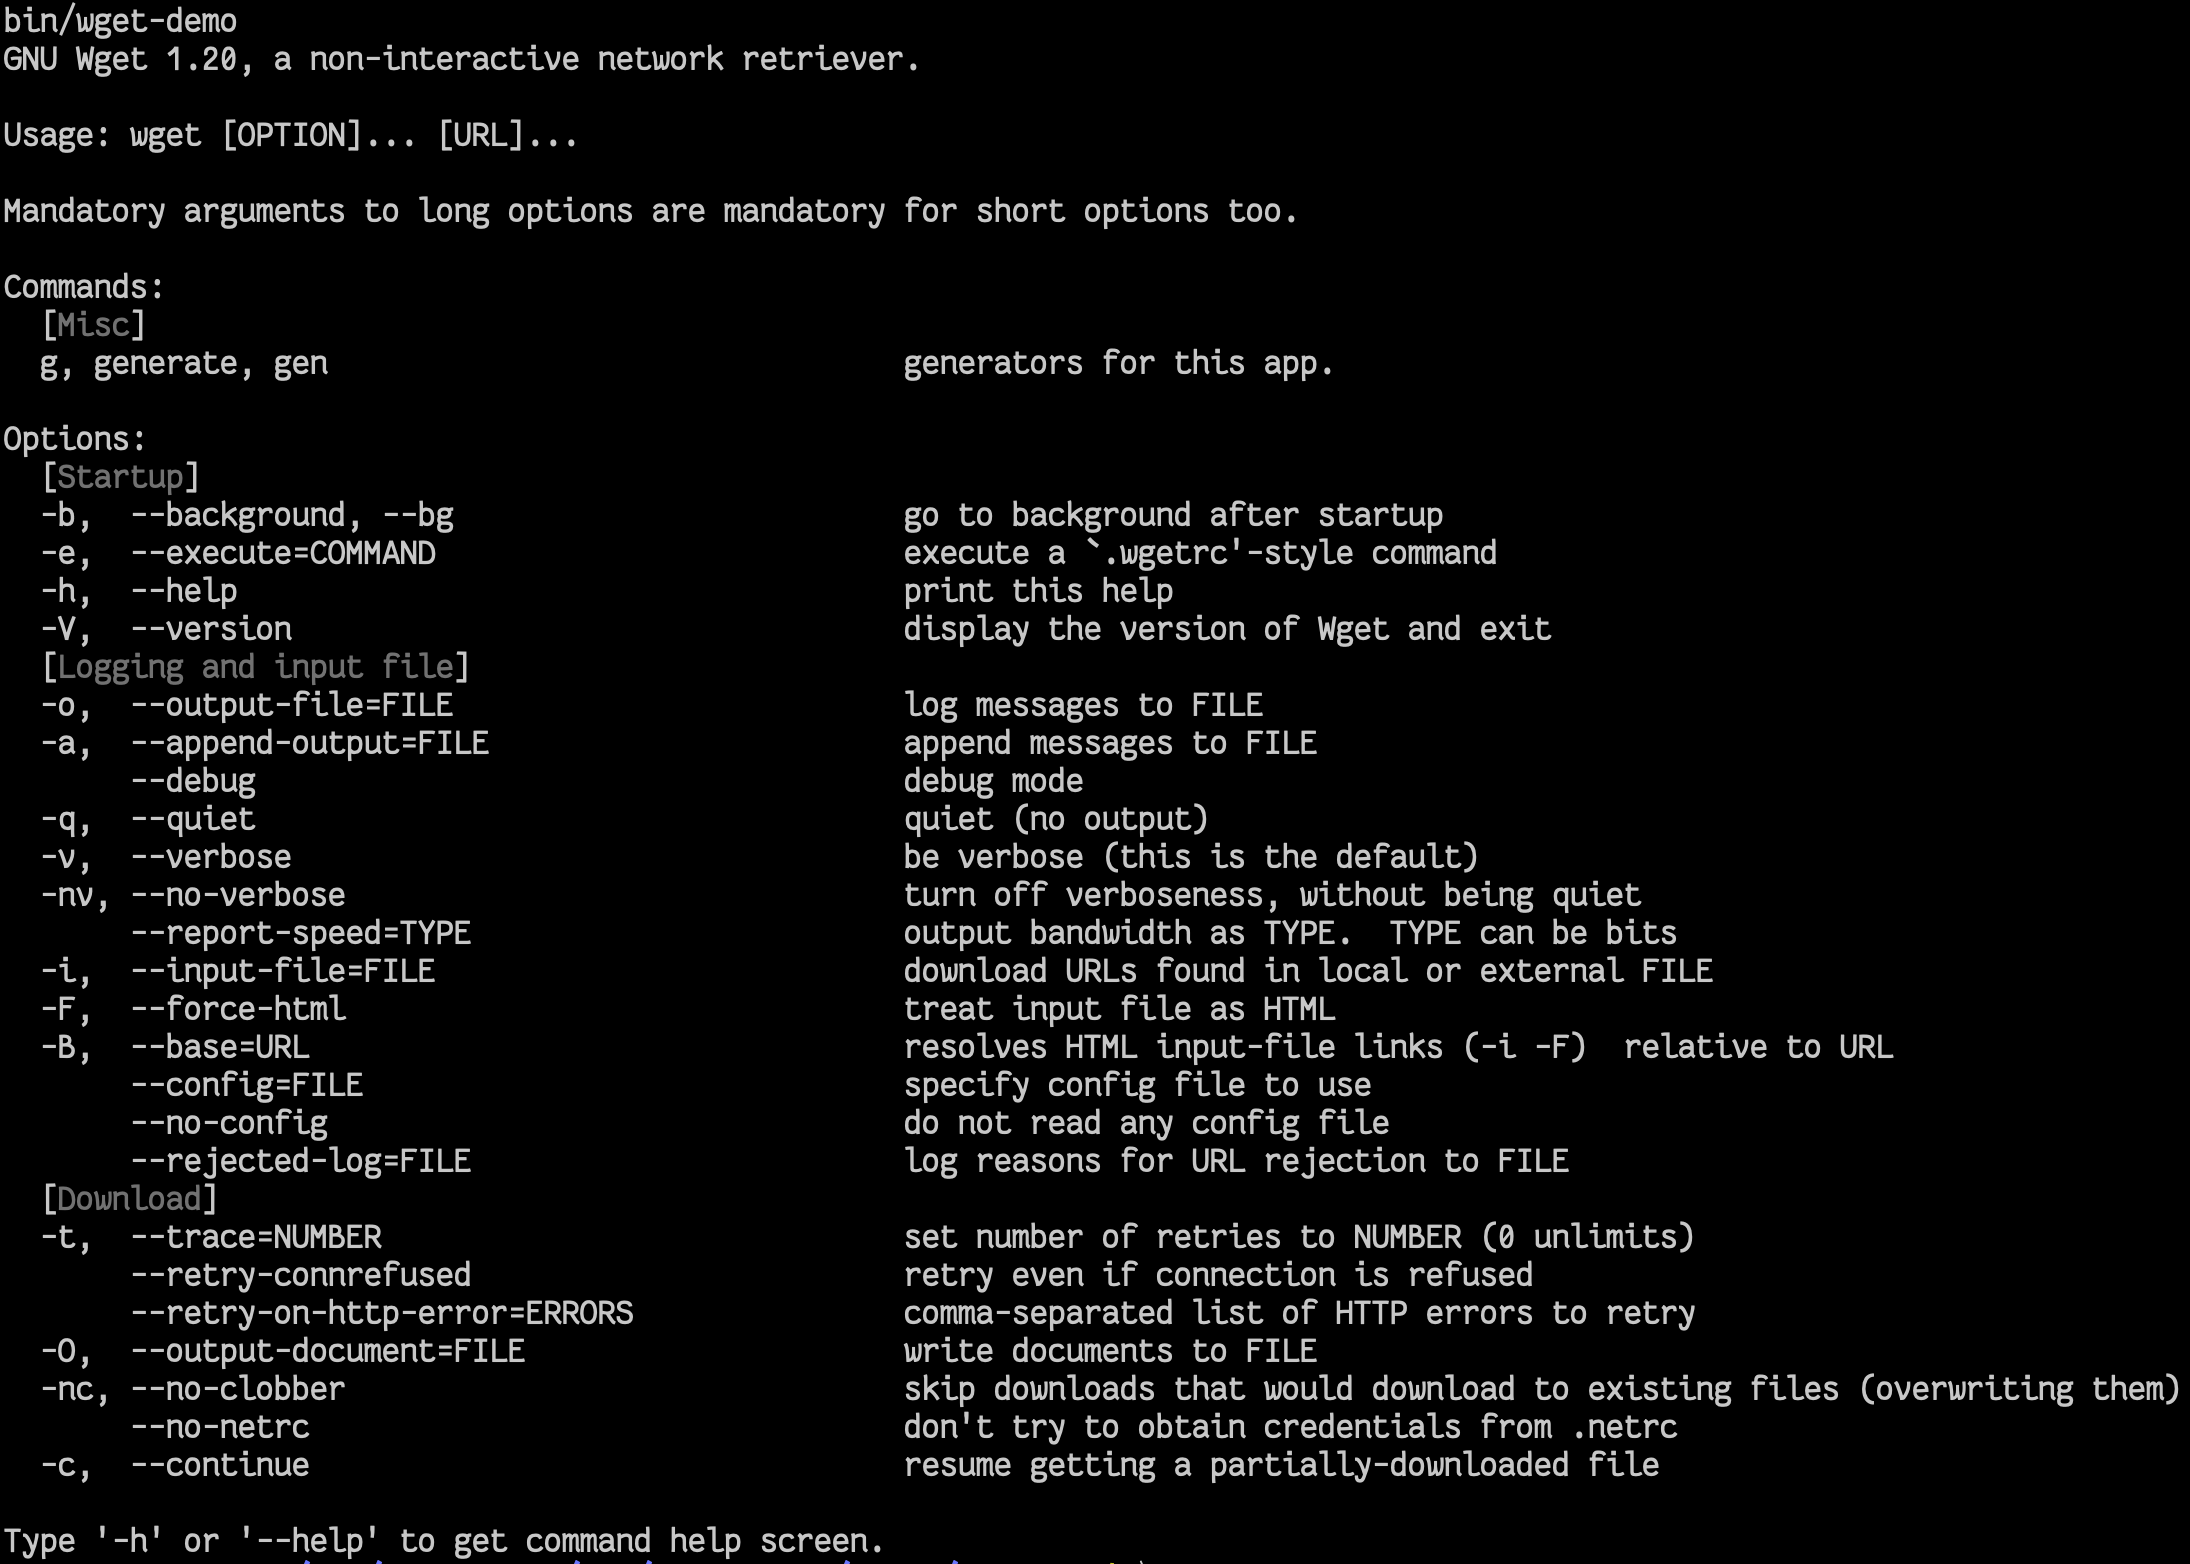 bin/wget-demo
GNU Wget 1.20, a non-interactive network retriever.

Usage: wget [OPTION]... [URL]...

Mandatory arguments to long options are mandatory for short options too.

Commands:
  [Misc]
  g, generate, gen                                generators for this app.

Options:
  [Startup]
  -b,  --background, --bg                         go to background after startup
  -e,  --execute=COMMAND                          execute a `.wgetrc'-style command
  -h,  --help                                     print this help
  -V,  --version                                  display the version of Wget and exit
  [Logging and input file]
  -o,  --output-file=FILE                         log messages to FILE
  -a,  --append-output=FILE                       append messages to FILE
       --debug                                    debug mode
  -q,  --quiet                                    quiet (no output)
  -v,  --verbose                                  be verbose (this is the default)
  -nv, --no-verbose                               turn off verboseness, without being quiet
       --report-speed=TYPE                        output bandwidth as TYPE.  TYPE can be bits
  -i,  --input-file=FILE                          download URLs found in local or external FILE
  -F,  --force-html                               treat input file as HTML
  -B,  --base=URL                                 resolves HTML input-file links (-i -F)  relative to URL
       --config=FILE                              specify config file to use
       --no-config                                do not read any config file
       --rejected-log=FILE                        log reasons for URL rejection to FILE
  [Download]
  -t,  --trace=NUMBER                             set number of retries to NUMBER (0 unlimits)
       --retry-connrefused                        retry even if connection is refused
       --retry-on-http-error=ERRORS               comma-separated list of HTTP errors to retry
  -O,  --output-document=FILE                     write documents to FILE
  -nc, --no-clobber                               skip downloads that would download to existing files (overwriting them)
       --no-netrc                                 don't try to obtain credentials from .netrc
  -c,  --continue                                 resume getting a partially-downloaded file

Type '-h' or '--help' to get command help screen.